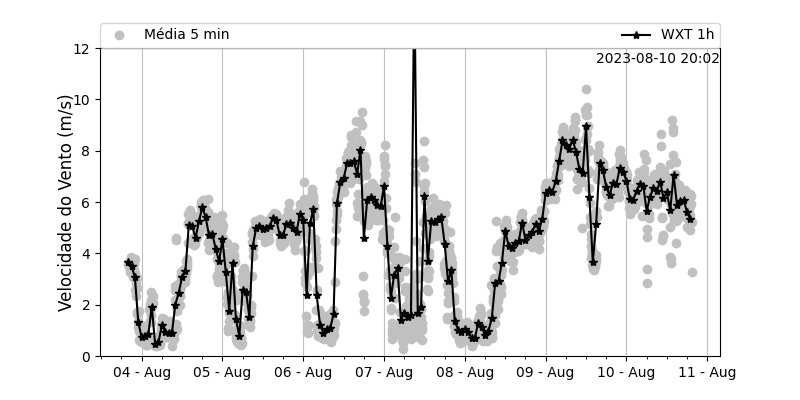 Média 5 min WXT 1h
2023-08-10 20:02
Velocidade do Vento (m/s)
12
10
8
6
4
2
0
04 - Aug 05 - Aug 06 - Aug 07 - Aug 08 - Aug 09 - Aug 10 - Aug 11 - Aug